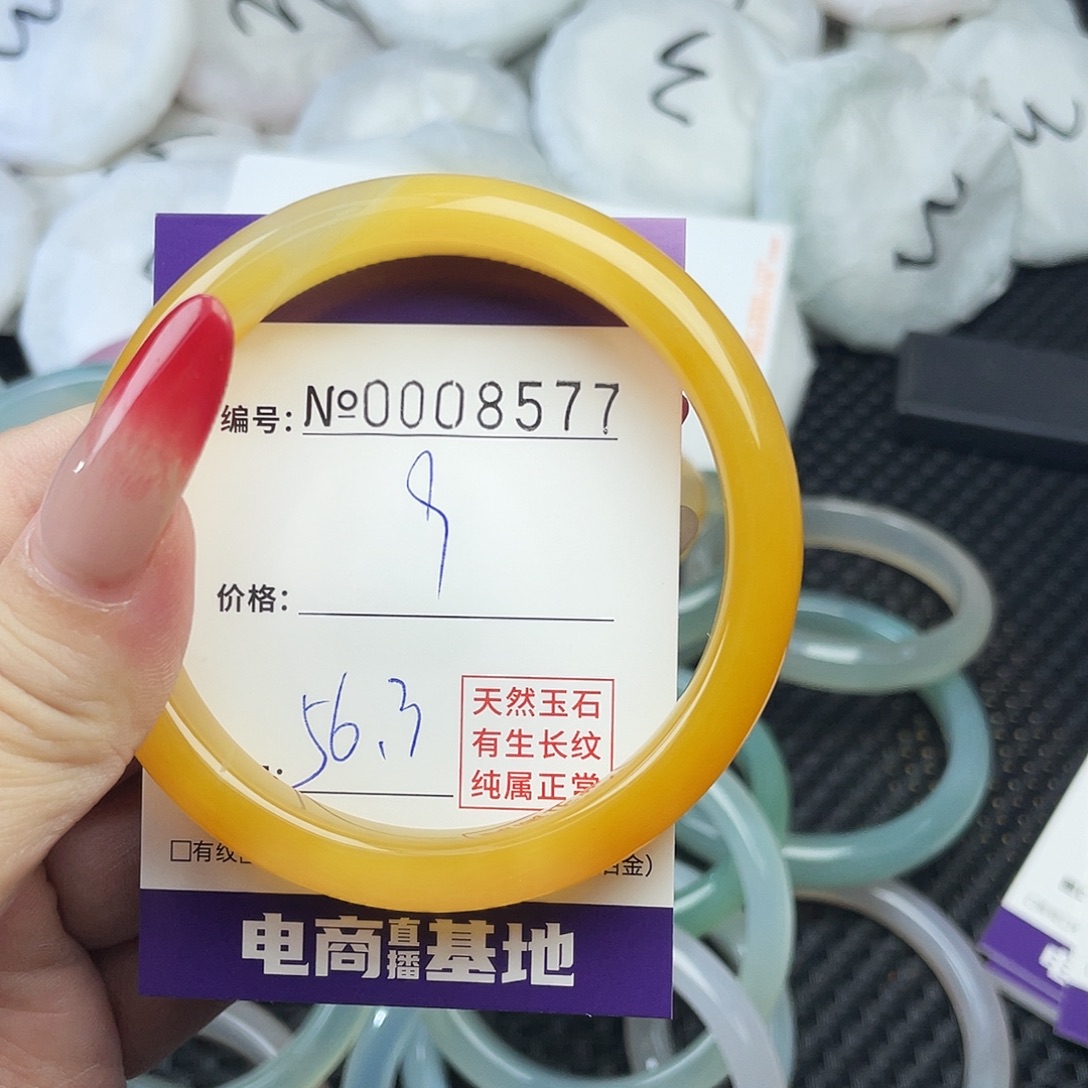 编号: №0008577
9
价格:
56.3
天然玉石
有生长纹
纯属正常
□有纹
金）
电商直播基地